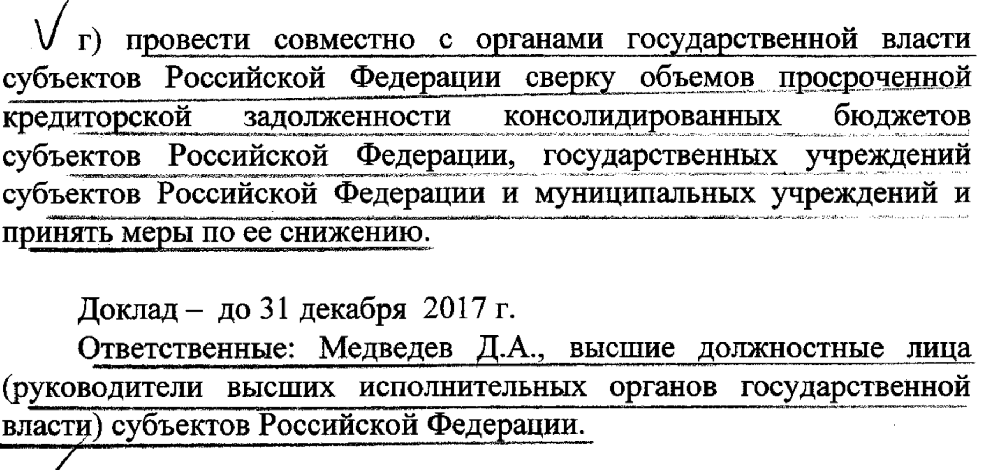 г) провести совместно с органами государственной власти
субъектов Российской Федерации сверку объемов просроченной
кредиторской задолженности консолидированных бюджетов
субъектов Российской Федерации, государственных учреждений
субъектов Российской Федерации и муниципальных учреждений и
принять меры по ее снижению.
Доклад – до 31 декабря 2017 г.
Ответственные: Медведев Д.А., высшие должностные лица
(руководители высших исполнительных органов государственной
власти) субъектов Российской Федерации.